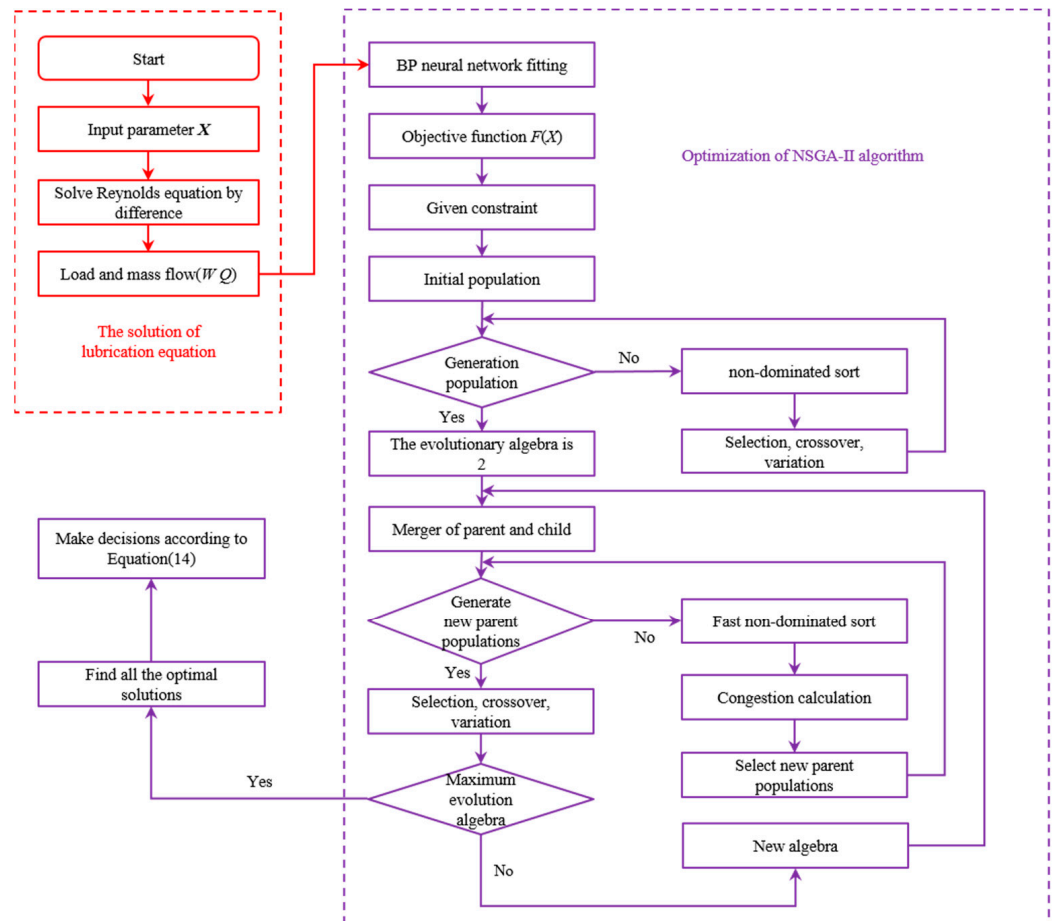 Start
Input parameter X
Solve Reynolds equation by
difference
Load and mass flow(W Q)
The solution of
lubrication equation
BP neural network fitting
Objective function F(X)
Optimization of NSGA-II algorithm
Given constraint
Initial population
Generation
population
No
non-dominated sort
Yes
Selection, crossover,
variation
The evolutionary algebra is
2
Merger of parent and child
Generate
new parent
populations
No
Fast non-dominated sort
Yes
Congestion calculation
Selection, crossover,
variation
Select new parent
populations
Maximum
evolution
algebra
Yes
No
New algebra
Find all the optimal
solutions
Make decisions according to
Equation(14)